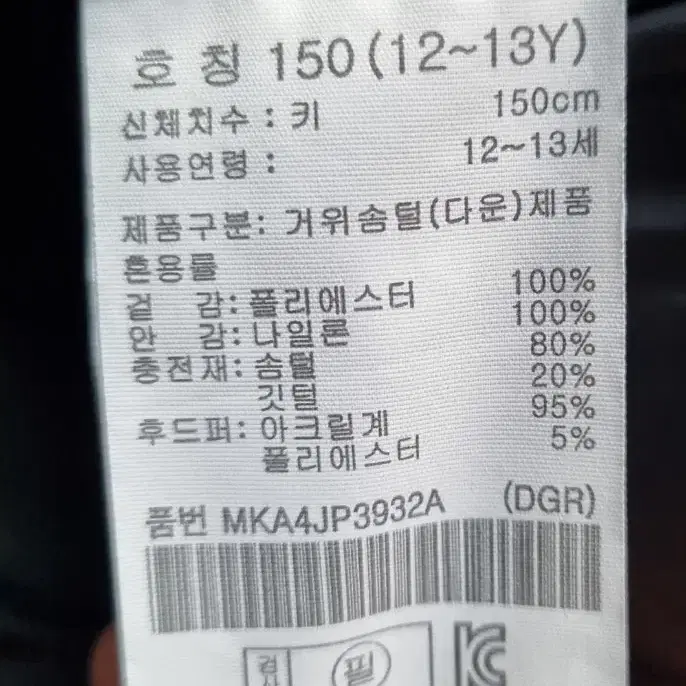 호 칭 150(12~13Y)
신체치수 : 키 150cm
사용연령 : 12~13세
제품구분: 거위솜털(다운)제품
혼용률
겉 감: 폴리에스터 100%
안 감: 나일론 100%
충전재: 솜털 80%
깃털 20%
후드퍼: 아크릴계 95%
폴리에스터 5%
품번 MKA4JP3932A (DGR)
검사 필
KC